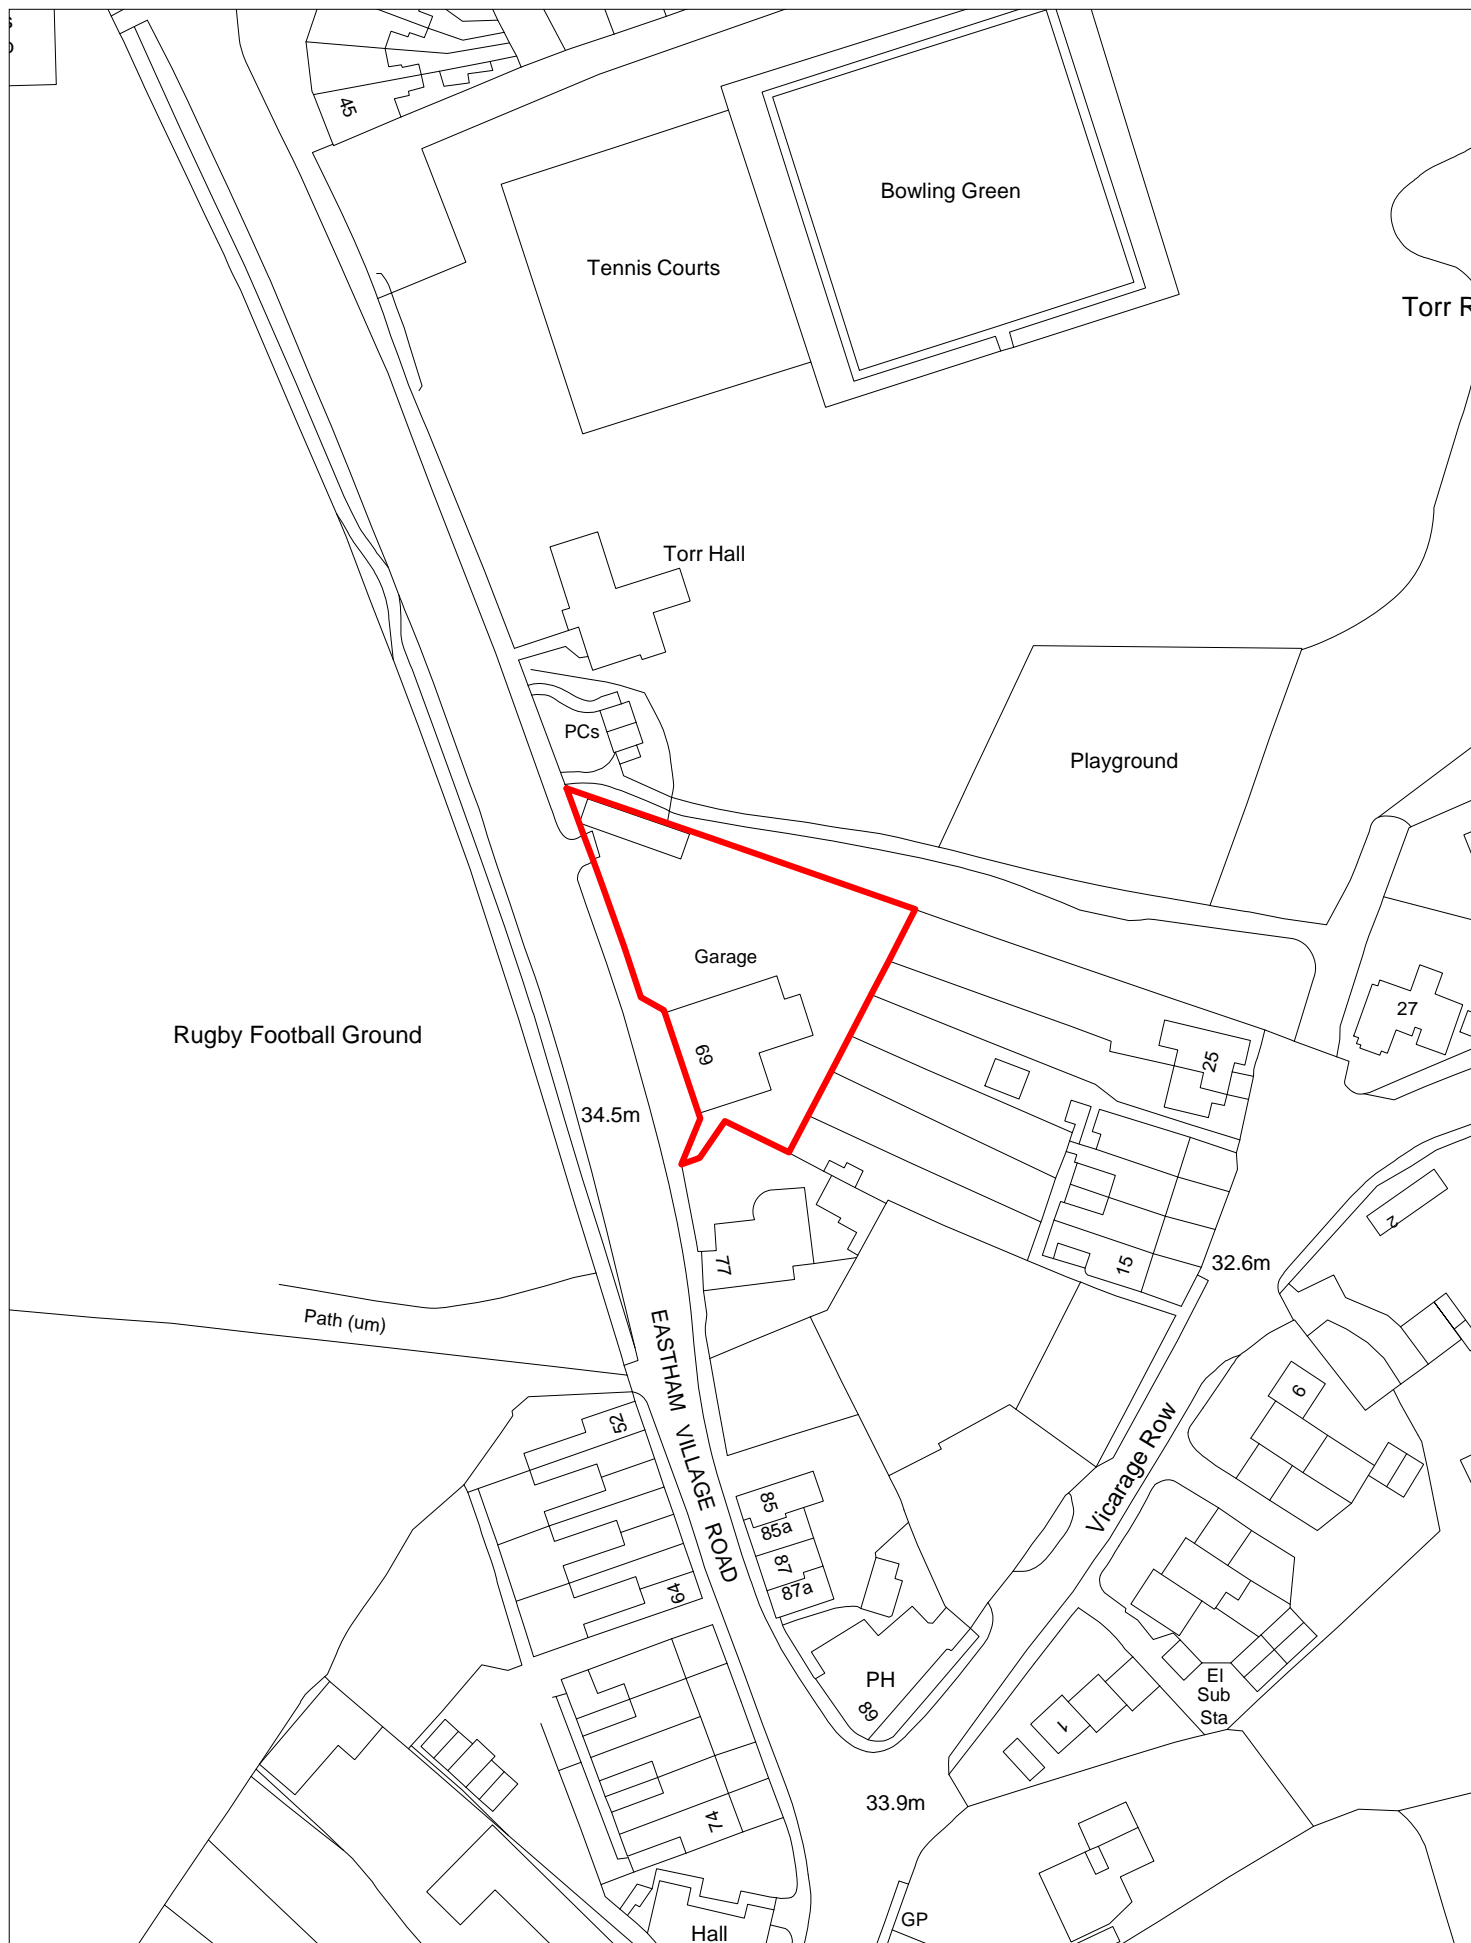 45
Bowling Green
Tennis Courts
Torr R
Torr Hall
PCs
Playground
Garage
27
Rugby Football Ground
69
25
34.5m
2
77
15
32.6m
Path (um)
EASTHAM VILLAGE ROAD
6
52
Vicarage Row
85
85a
87
87a
64
PH
89
El
Sub
Sta
1
33.9m
74
GP
Hall